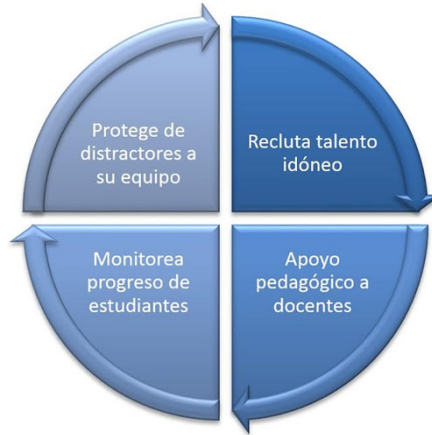 Protege de
distractores a
su equipo
Recluta talento
idóneo
Monitorea
progreso de
estudiantes
Apoyo
pedagógico a
docentes